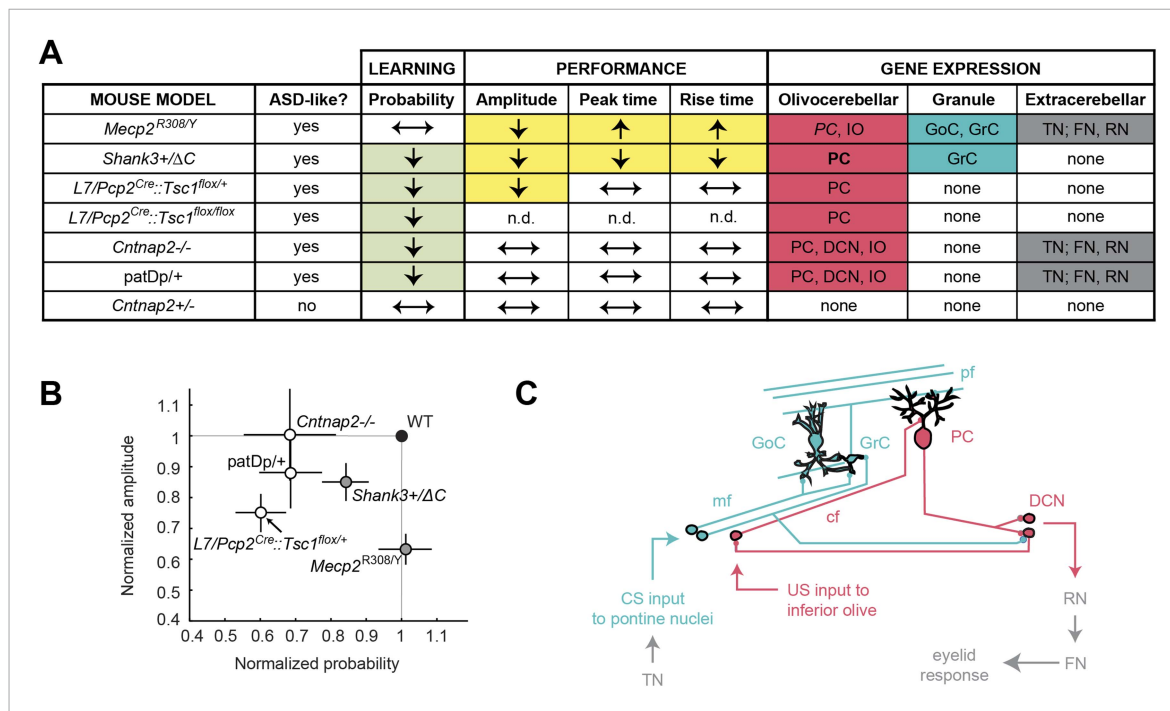 A
LEARNING PERFORMANCE GENE EXPRESSION
MOUSE MODEL ASD-like? Probability Amplitude Peak time Rise time Olivocerebellar Granule Extracerebellar
Mecp2R308/Y yes ↔ ↓ ↑ ↑ PC, IO GoC, GrC TN; FN, RN
Shank3+/ΔC yes ↓ ↓ ↓ ↓ PC GrC none
L7/Pcp2Cre::Tsc1flox/+ yes ↓ ↓ ↔ ↔ PC none none
L7/Pcp2Cre::Tsc1flox/flox yes ↓ n.d. n.d. n.d. PC none none
Cntnap2-/- yes ↓ ↔ ↔ ↔ PC, DCN, IO none TN; FN, RN
patDp/+ yes ↓ ↔ ↔ ↔ PC, DCN, IO none TN; FN, RN
Cntnap2+/- no ↔ ↔ ↔ ↔ none none none
B
Normalized amplitude
1.1
1
0.9
0.8
0.7
0.6
0.5
0.4
Cntnap2-/-
WT
patDp/+
Shank3+/ΔC
L7/Pcp2Cre::Tsc1flox/+
Mecp2R308/Y
0.4 0.5 0.6 0.7 0.8 0.9 1 1.1
Normalized probability
C
pf
GoC
GrC
PC
mf
cf
DCN
CS input
to pontine nuclei
US input to
inferior olive
TN
RN
FN
eyelid
response